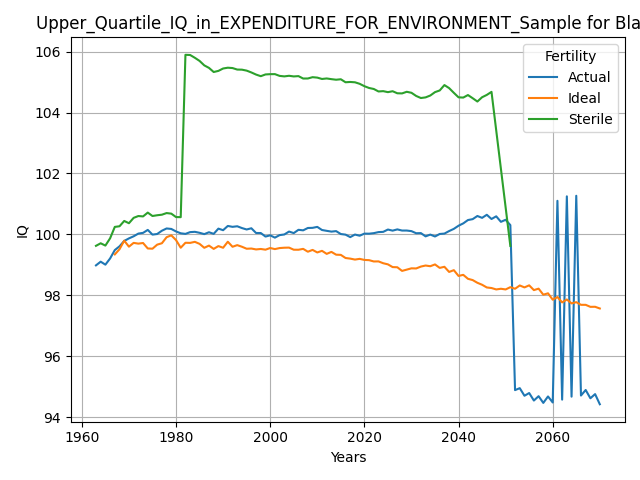 Upper_Quartile_IQ_in_EXPENDITURE_FOR_ENVIRONMENT_Sample for Bla
Fertility
Actual
Ideal
Sterile
106
104
102
100
98
96
94
IQ
1960
1980
2000
2020
2040
2060
Years